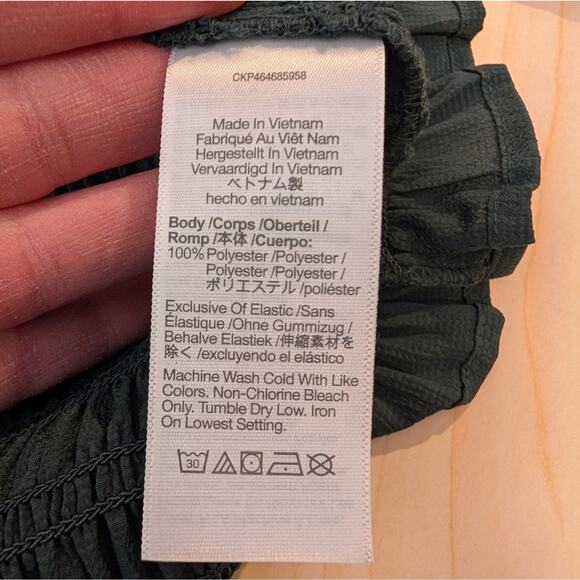 CKP464685958
Made In Vietnam
Fabriqué Au Viêt Nam
Hergestellt In Vietnam
Vervaardigd In Vietnam
ベトナム製
hecho en vietnam
Body /Corps /Oberteil /
Romp /本体 /Cuerpo:
100% Polyester /Polyester /
Polyester /Polyester /
ポリエステル /poliéster
Exclusive Of Elastic /Sans
Élastique /Ohne Gummizug /
Behalve Elastiek /伸縮素材を
除く /excluyendo el elástico
Machine Wash Cold With Like
Colors. Non-Chlorine Bleach
Only. Tumble Dry Low. Iron
On Lowest Setting.
30